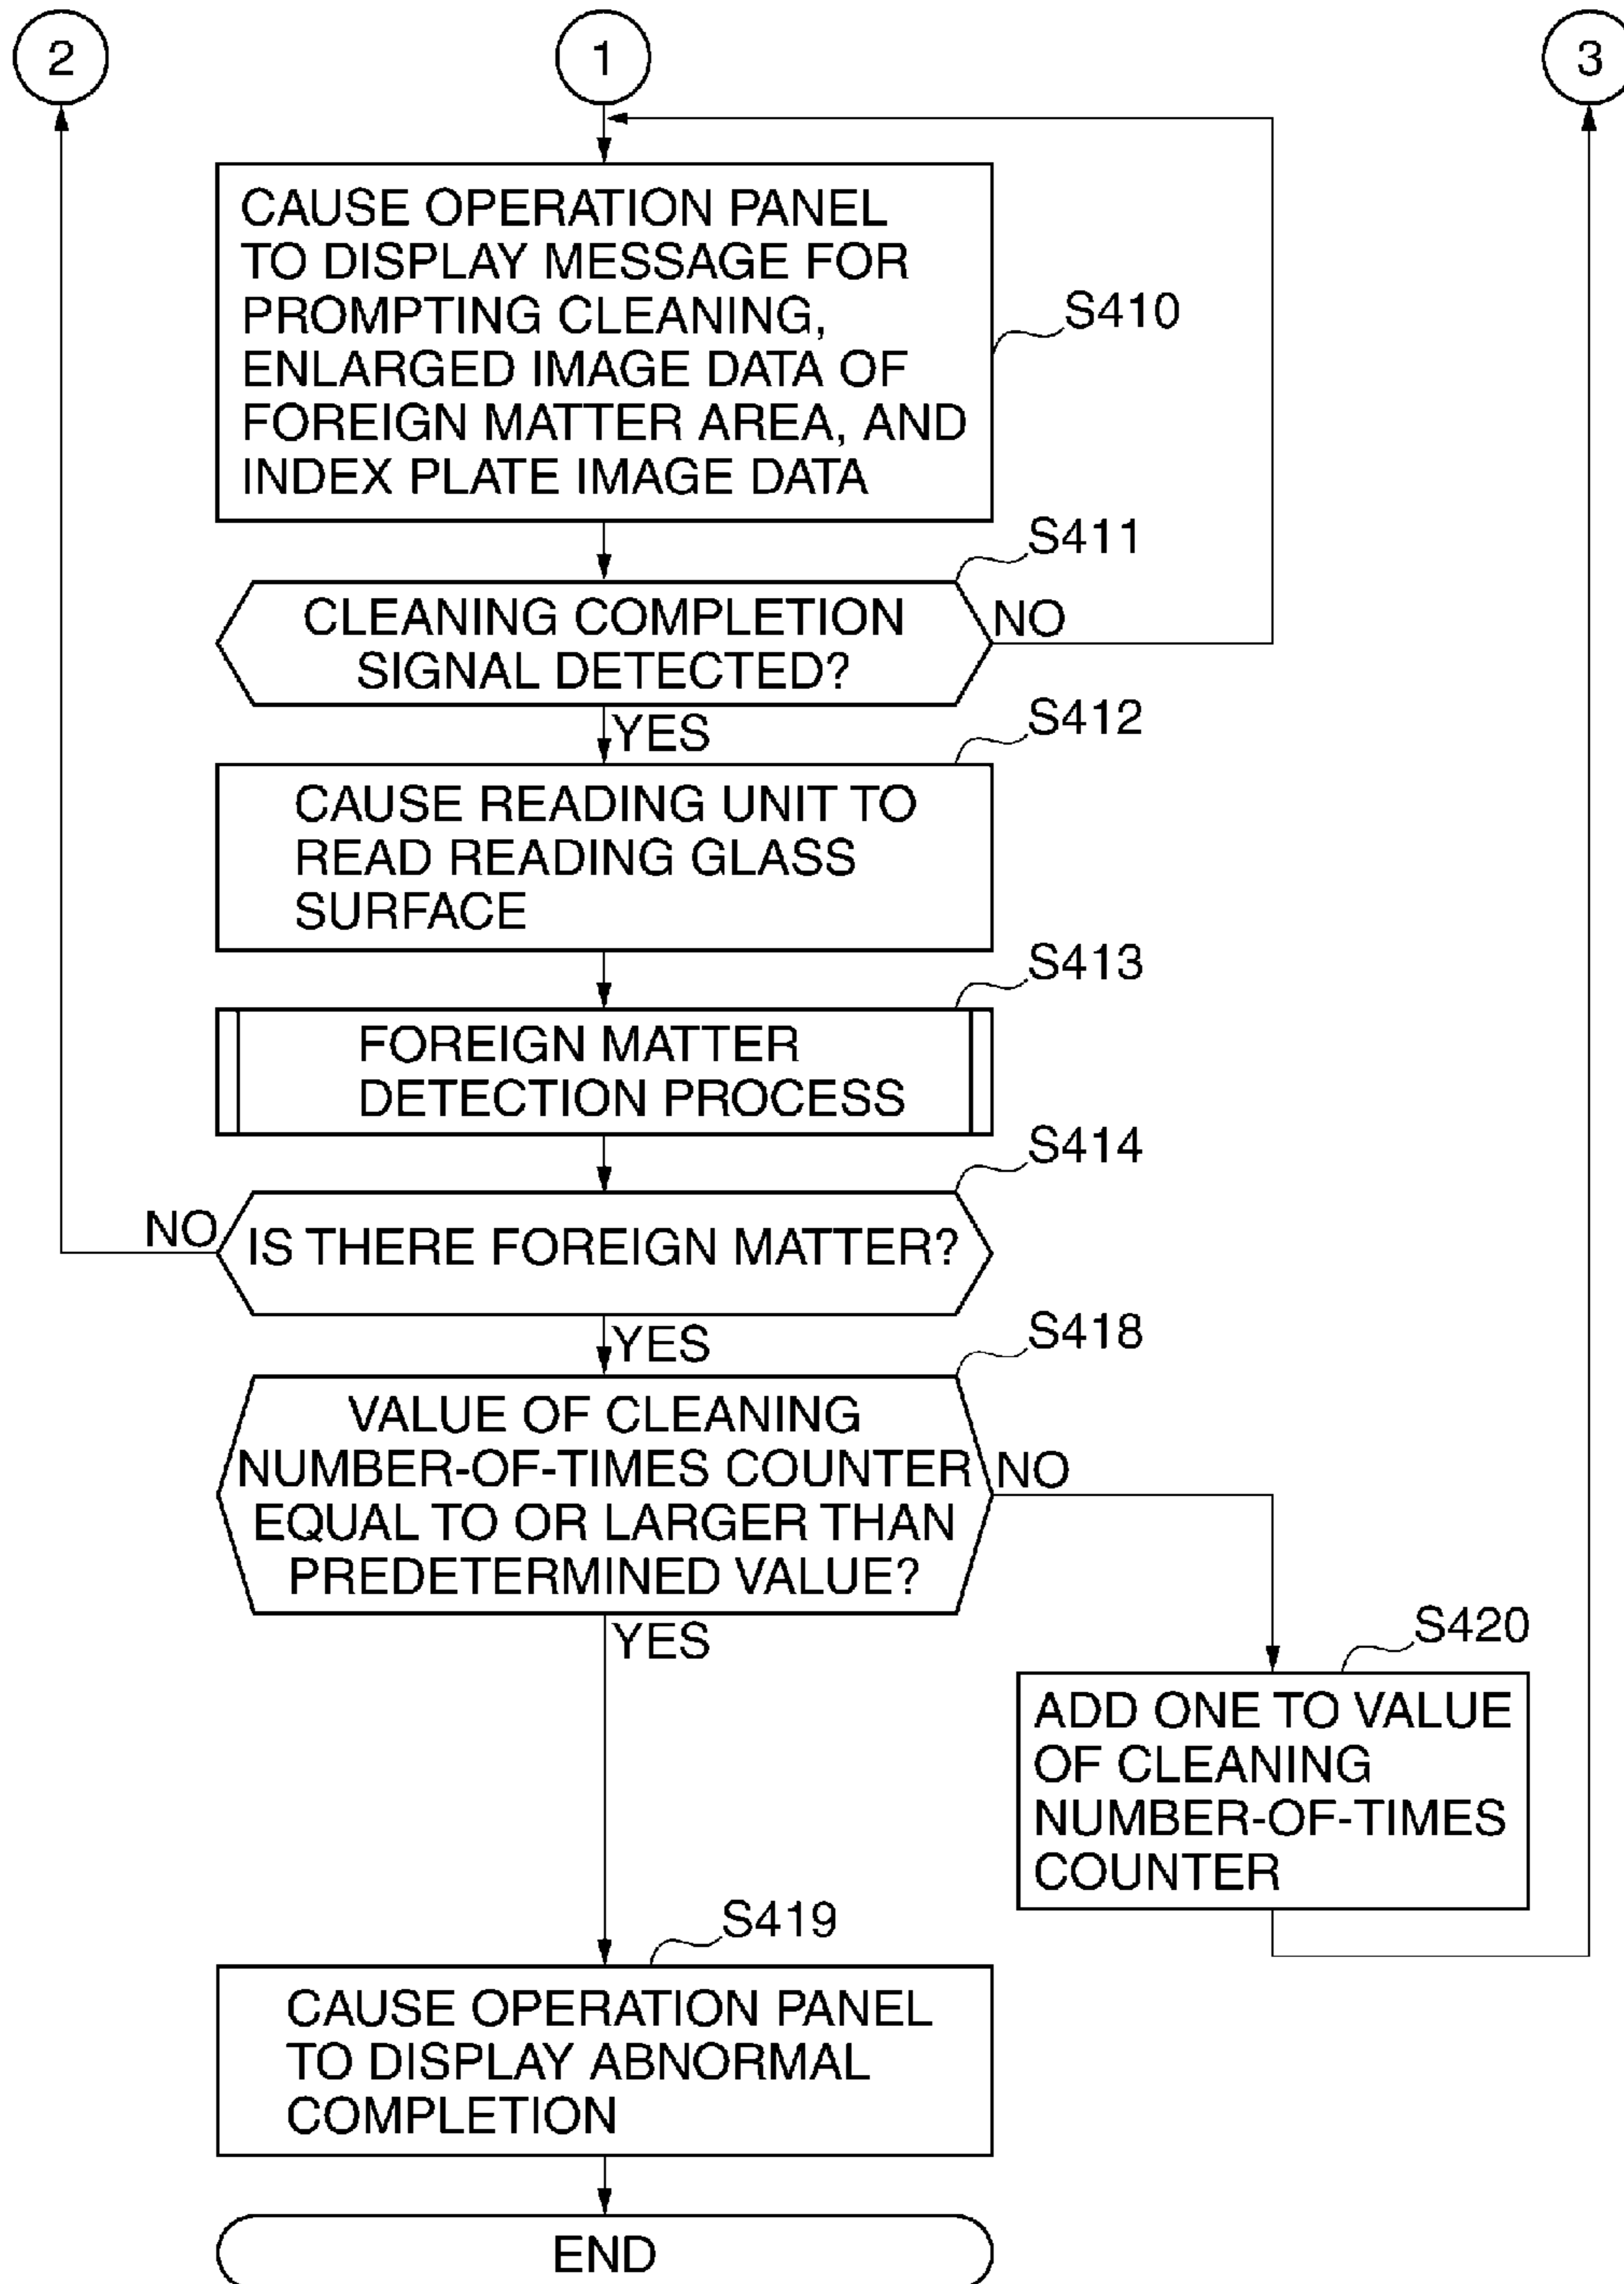 2
1
3
CAUSE OPERATION PANEL
TO DISPLAY MESSAGE FOR
PROMPTING CLEANING,
ENLARGED IMAGE DATA OF
FOREIGN MATTER AREA, AND
INDEX PLATE IMAGE DATA
S410
S411
CLEANING COMPLETION
SIGNAL DETECTED?
NO
YES
S412
CAUSE READING UNIT TO
READ READING GLASS
SURFACE
S413
FOREIGN MATTER
DETECTION PROCESS
S414
NO
IS THERE FOREIGN MATTER?
YES
S418
VALUE OF CLEANING
NUMBER-OF-TIMES COUNTER
EQUAL TO OR LARGER THAN
PREDETERMINED VALUE?
NO
YES
S420
ADD ONE TO VALUE
OF CLEANING
NUMBER-OF-TIMES
COUNTER
S419
CAUSE OPERATION PANEL
TO DISPLAY ABNORMAL
COMPLETION
END